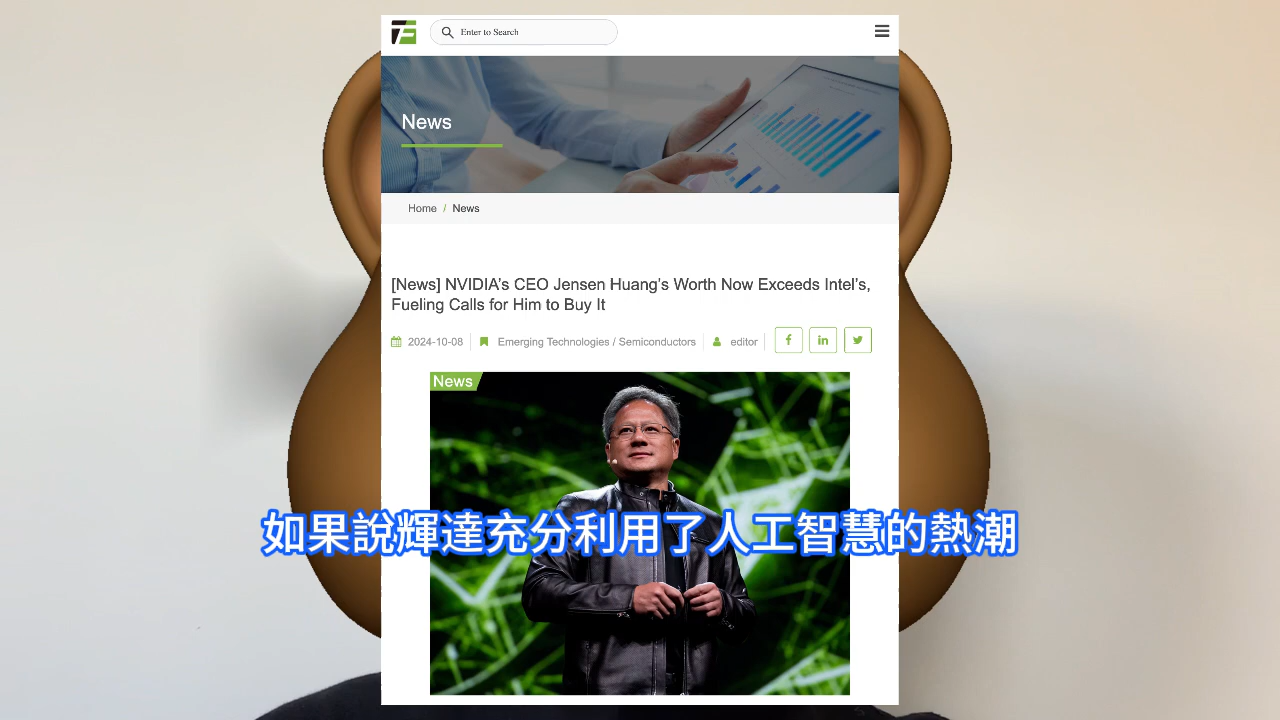 Enter to Search
News
Home / News
[News] NVIDIA's CEO Jensen Huang's Worth Now Exceeds Intel's,
Fueling Calls for Him to Buy It
2024-10-08 Emerging Technologies / Semiconductors editor
News
如果說輝達充分利用了人工智慧的熱潮